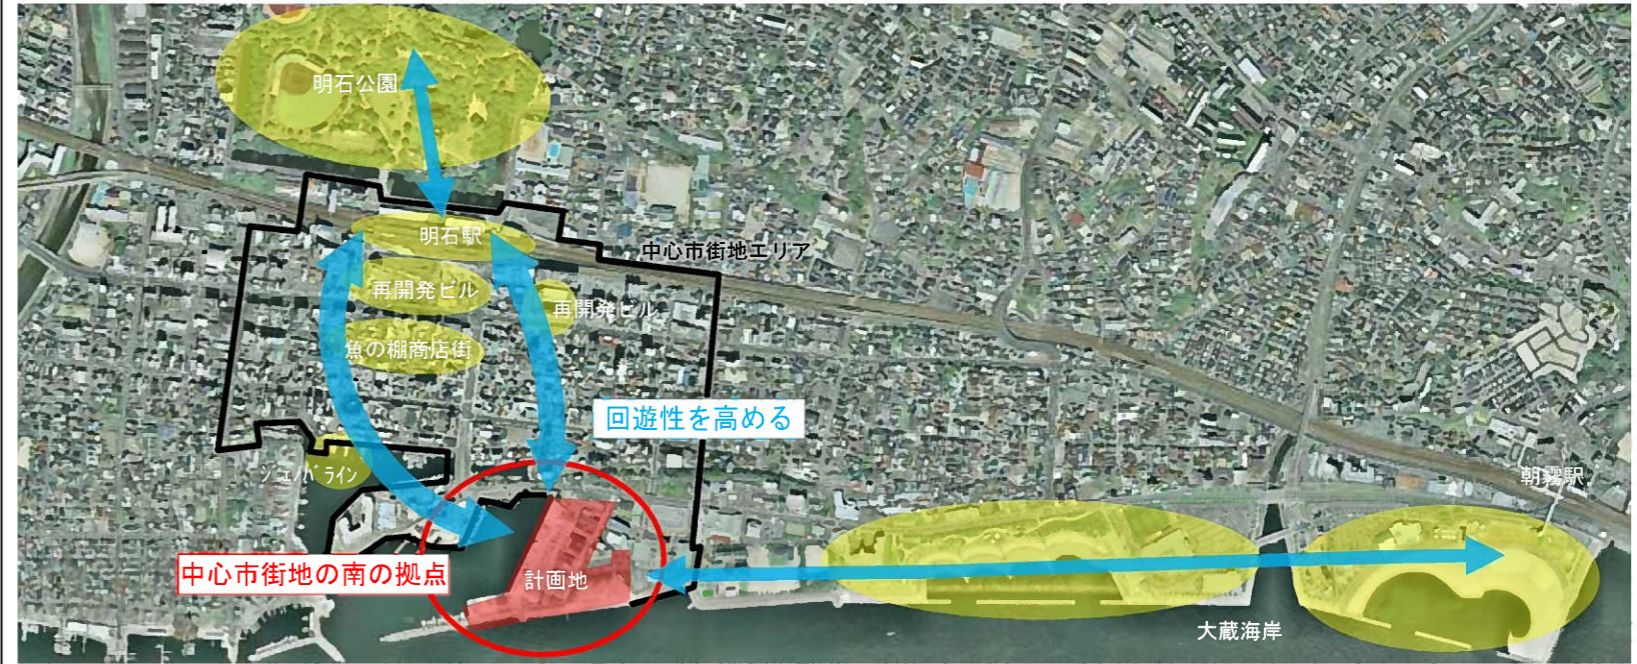 明石公園
明石駅
中心市街地エリア
再開発ビル
再開発ビル
魚の棚商店街
回遊性を高める
ジェノバライン
朝霧駅
中心市街地の南の拠点
計画地
大蔵海岸